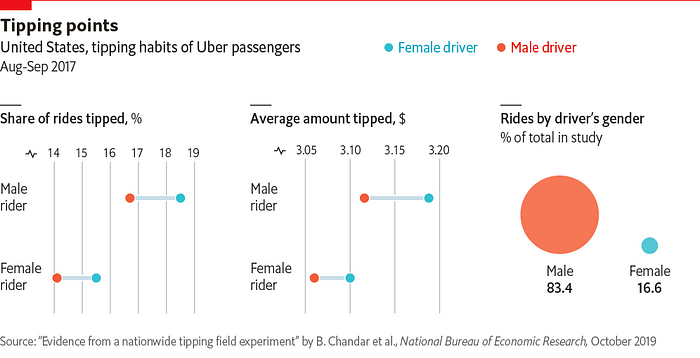 Tipping points
United States, tipping habits of Uber passengers
Female driver
Male driver
Aug-Sep 2017
Share of rides tipped, %
14 15 16 17 18 19
Male
rider
Female
rider
Average amount tipped, $
3.05 3.10 3.15 3.20
Male
rider
Female
rider
Rides by driver's gender
% of total in study
Male
83.4
Female
16.6
Source: "Evidence from a nationwide tipping field experiment" by B. Chandar et al., National Bureau of Economic Research, October 2019